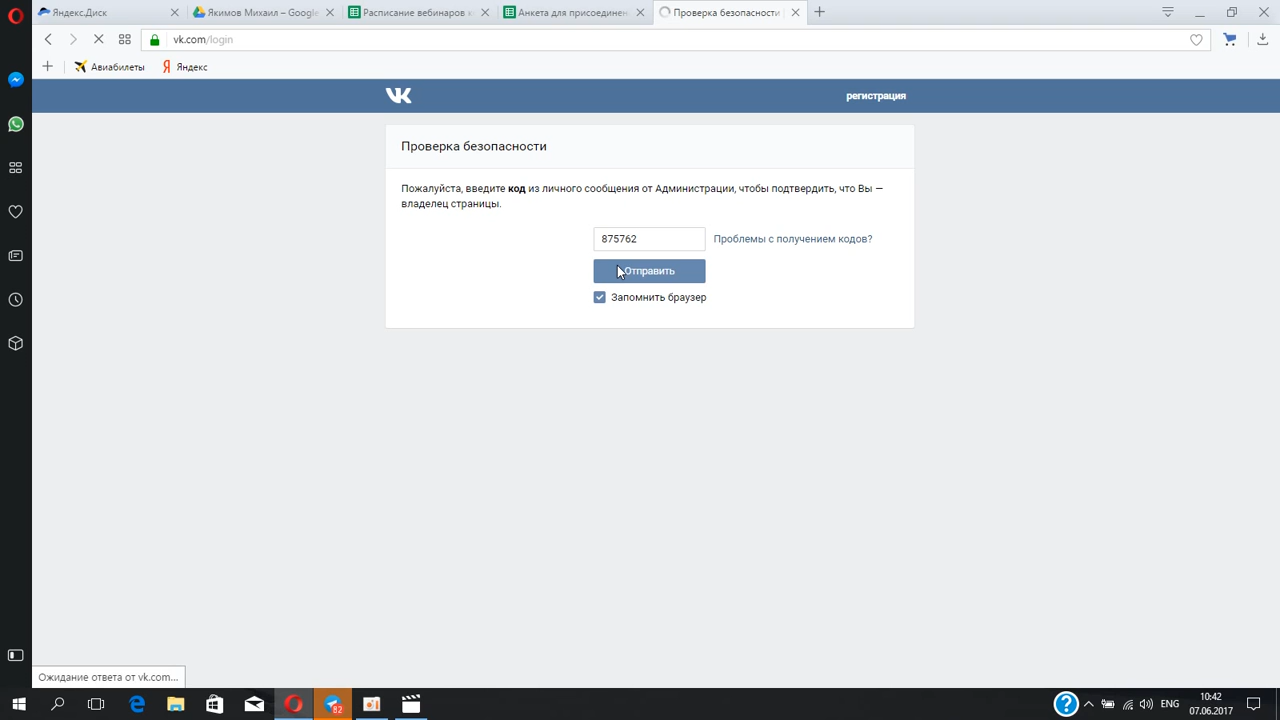 Яндекс.Диск
Якимов Михаил – Google
Расписание вебинаров х
Анкета для присоединен
Проверка безопасности
vk.com/login
Авиабилеты
Яндекс
регистрация
Проверка безопасности
Пожалуйста, введите код из личного сообщения от Администрации, чтобы подтвердить, что Вы —
владелец страницы.
875762
Проблемы с получением кодов?
Отправить
Запомнить браузер
Ожидание ответа от vk.com...
82
ENG
10:42
07.06.2017